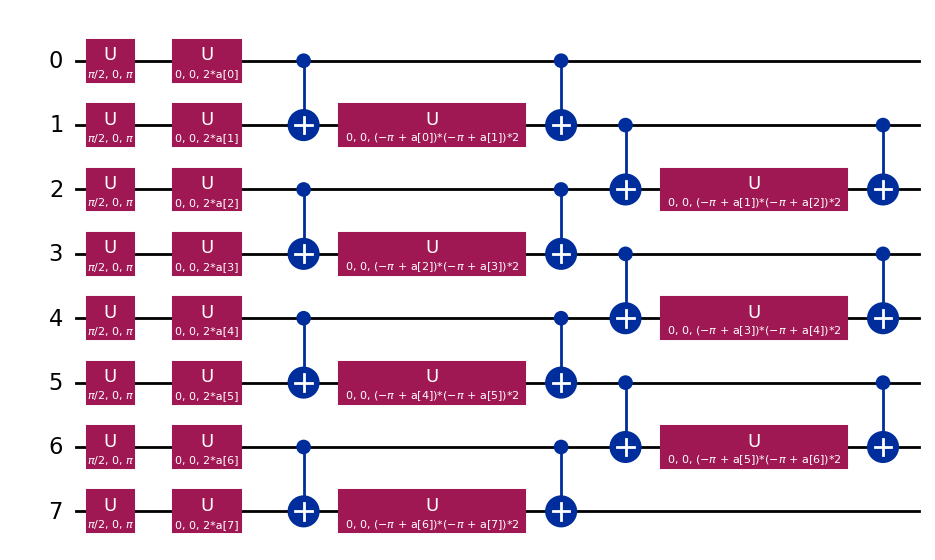 0
U
π/2, 0, π
U
0, 0, 2*a[0]
1
U
π/2, 0, π
U
0, 0, 2*a[1]
U
0, 0, (−π + a[0])*(−π + a[1])*2
2
U
π/2, 0, π
U
0, 0, 2*a[2]
U
0, 0, (−π + a[1])*(−π + a[2])*2
3
U
π/2, 0, π
U
0, 0, 2*a[3]
U
0, 0, (−π + a[2])*(−π + a[3])*2
4
U
π/2, 0, π
U
0, 0, 2*a[4]
U
0, 0, (−π + a[3])*(−π + a[4])*2
5
U
π/2, 0, π
U
0, 0, 2*a[5]
U
0, 0, (−π + a[4])*(−π + a[5])*2
6
U
π/2, 0, π
U
0, 0, 2*a[6]
U
0, 0, (−π + a[5])*(−π + a[6])*2
7
U
π/2, 0, π
U
0, 0, 2*a[7]
U
0, 0, (−π + a[6])*(−π + a[7])*2